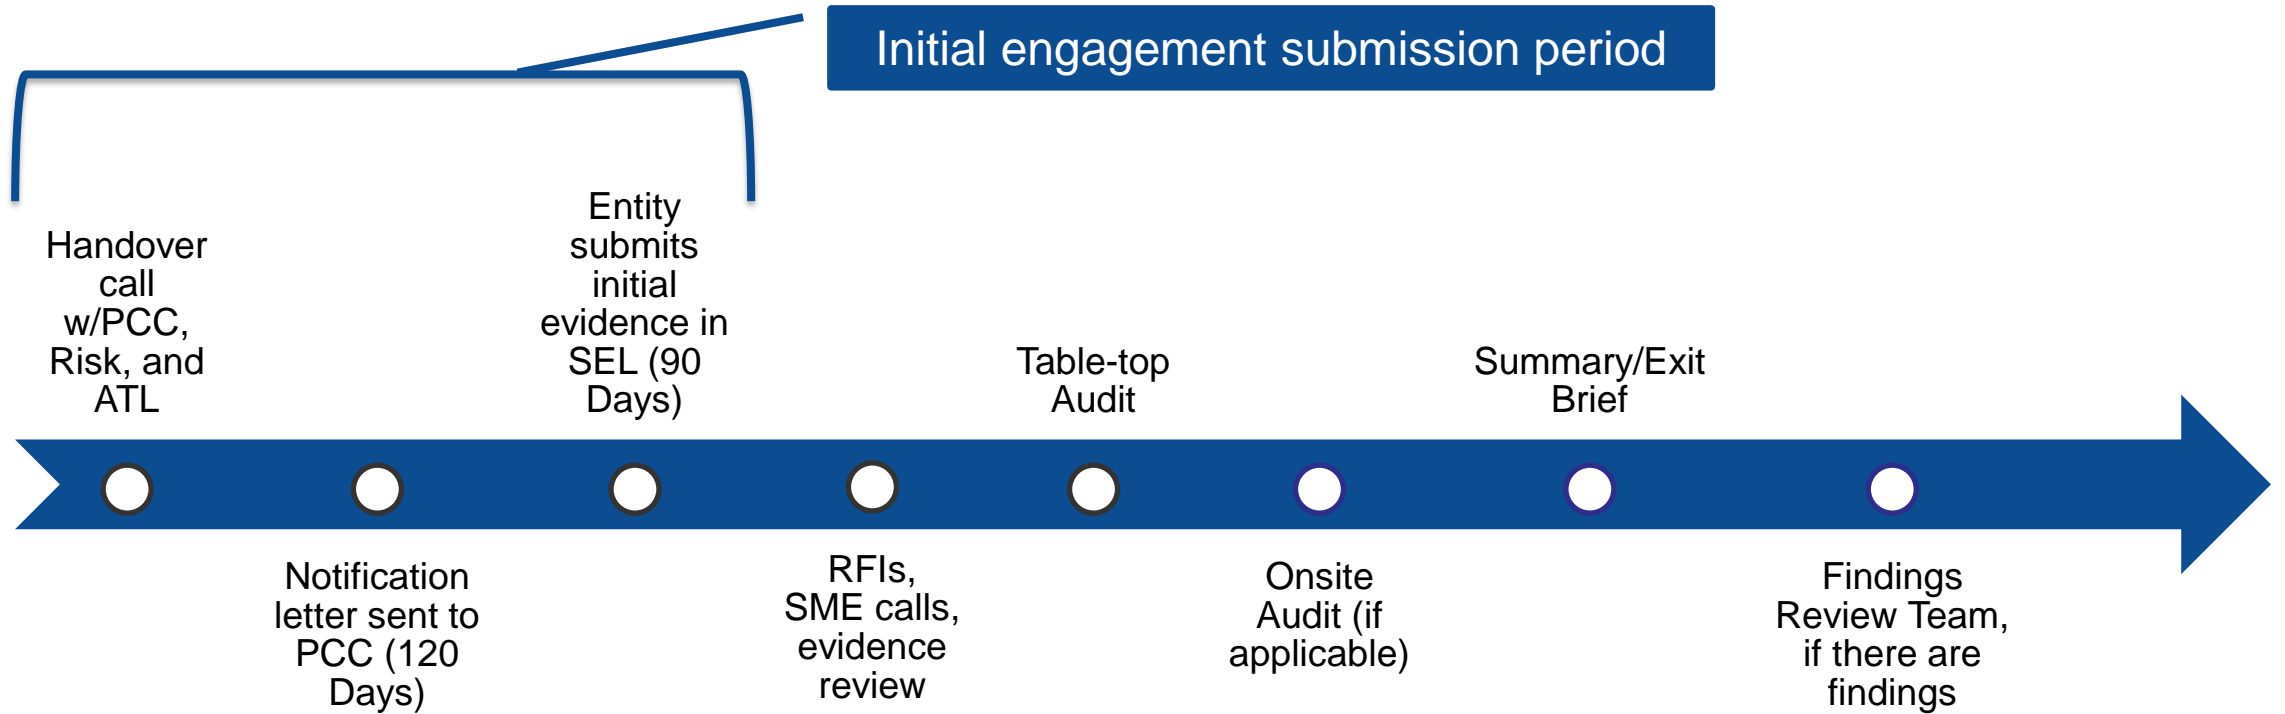 Initial engagement submission period
Handover
call
w/PCC,
Risk, and
ATL
Notification
letter sent to
PCC (120
Days)
Entity
submits
initial
evidence in
SEL (90
Days)
RFIs,
SME calls,
evidence
review
Table-top
Audit
Onsite
Audit (if
applicable)
Summary/Exit
Brief
Findings
Review Team,
if there are
findings